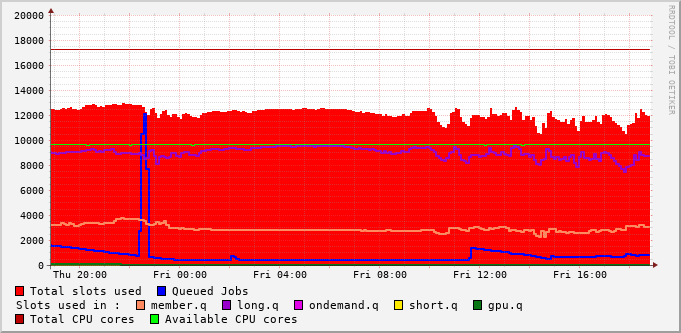 20000
18000
16000
14000
12000
10000
8000
6000
4000
2000
0
Thu 20:00 Fri 00:00 Fri 04:00 Fri 08:00 Fri 12:00 Fri 16:00
RRDTOOL / TOBI OETIKER
Total slots used Queued Jobs
Slots used in : member.q long.q ondemand.q short.q gpu.q
Total CPU cores Available CPU cores